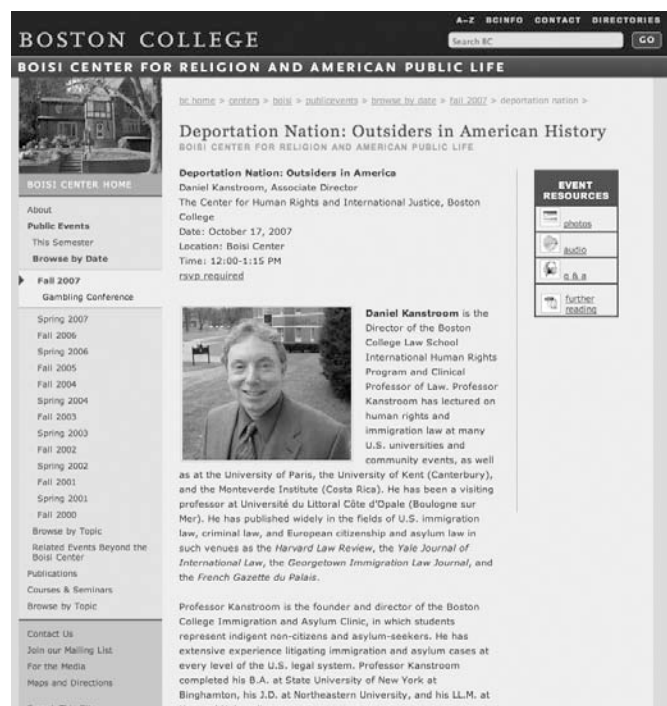 A–Z BCINFO CONTACT DIRECTORIES
BOSTON COLLEGE
Search BC
GO
BOISI CENTER FOR RELIGION AND AMERICAN PUBLIC LIFE
bc home > centers > boisi > publicevents > browse by date > fall 2007 > deportation nation >
Deportation Nation: Outsiders in American History
BOISI CENTER FOR RELIGION AND AMERICAN PUBLIC LIFE
BOISI CENTER HOME
About
Public Events
This Semester
Browse by Date
Fall 2007
Gambling Conference
Spring 2007
Fall 2006
Spring 2006
Fall 2005
Fall 2004
Spring 2004
Fall 2003
Spring 2003
Fall 2002
Spring 2002
Fall 2001
Spring 2001
Fall 2000
Browse by Topic
Related Events Beyond the
Boisi Center
Publications
Courses & Seminars
Browse by Topic
Contact Us
Join our Mailing List
For the Media
Maps and Directions
Deportation Nation: Outsiders in America
Daniel Kanstroom, Associate Director
The Center for Human Rights and International Justice, Boston
College
Date: October 17, 2007
Location: Boisi Center
Time: 12:00-1:15 PM
rsvp required
Daniel Kanstroom is the
Director of the Boston
College Law School
International Human Rights
Program and Clinical
Professor of Law. Professor
Kanstroom has lectured on
human rights and
immigration law at many
U.S. universities and
community events, as well
as at the University of Paris, the University of Kent (Canterbury),
and the Monteverde Institute (Costa Rica). He has been a visiting
professor at Université du Littoral Côte d'Opale (Boulogne sur
Mer). He has published widely in the fields of U.S. immigration
law, criminal law, and European citizenship and asylum law in
such venues as the Harvard Law Review, the Yale Journal of
International Law, the Georgetown Immigration Law Journal, and
the French Gazette du Palais.
Professor Kanstroom is the founder and director of the Boston
College Immigration and Asylum Clinic, in which students
represent indigent non-citizens and asylum-seekers. He has
extensive experience litigating immigration and asylum cases at
every level of the U.S. legal system. Professor Kanstroom
completed his B.A. at State University of New York at
Binghamton, his J.D. at Northeastern University, and his LL.M. at
EVENT
RESOURCES
photos
audio
q & a
further
reading